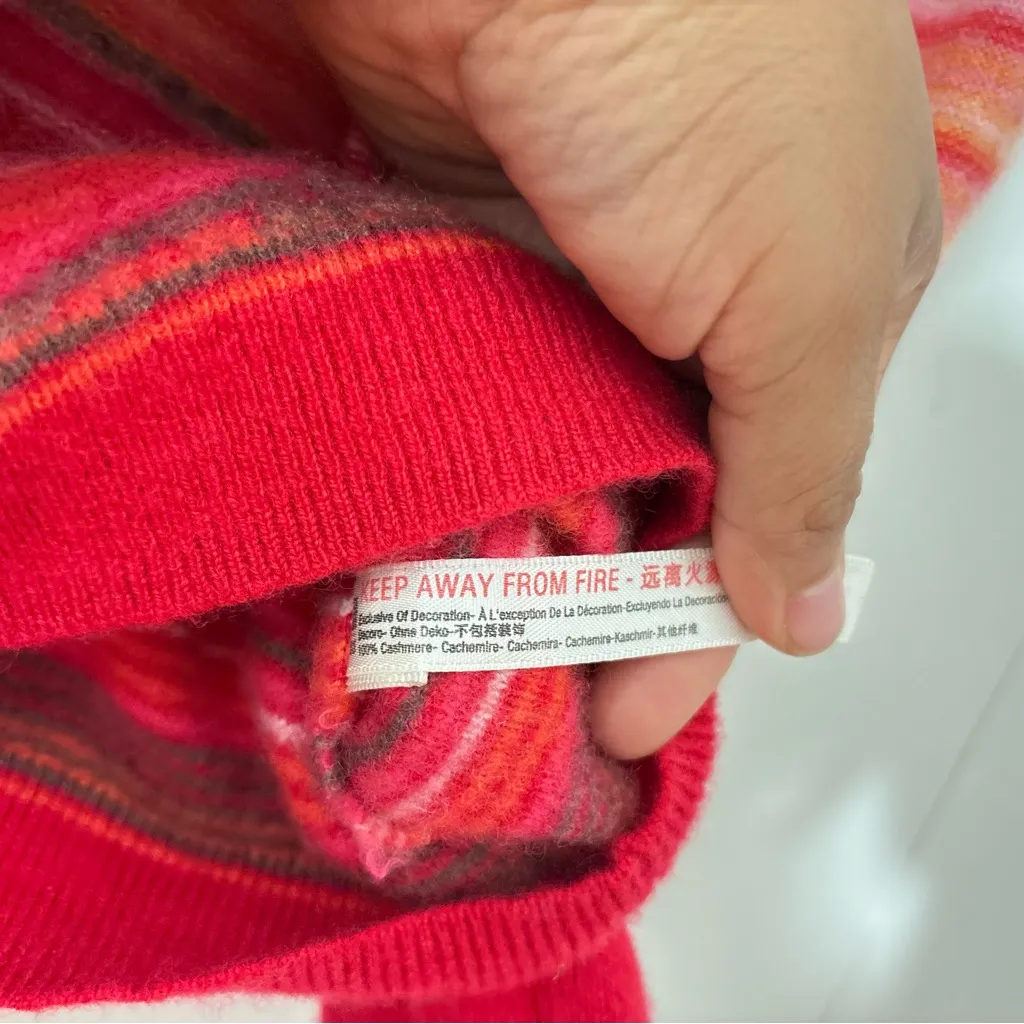 KEEP AWAY FROM FIRE - 远离火
Exclusive Of Decoration- À L'exception De La Décoration-Excluyendo La Decoración
Decoro- Ohne Deko-不包括装饰
100% Cashmere- Cachemire- Cachemira- Cachemire-Kaschmir-其他纤维